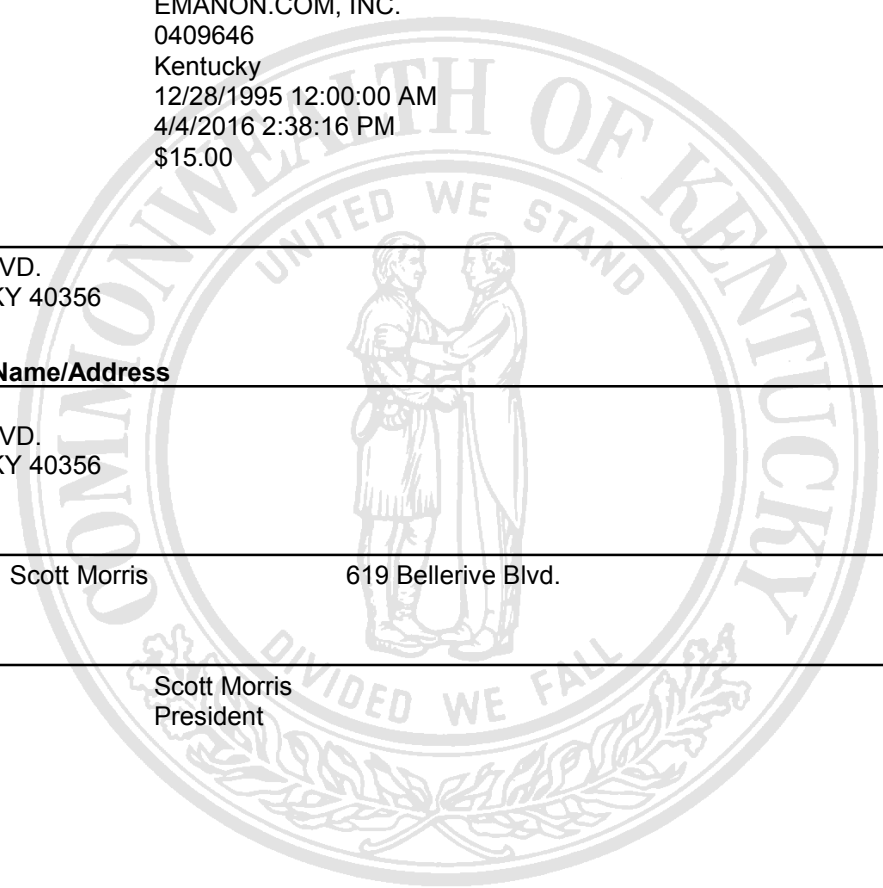 EMANON.COM, INC.
0409646
Kentucky
12/28/1995 12:00:00 AM
4/4/2016 2:38:16 PM
$15.00
VD.
KY 40356
Name/Address
VD.
KY 40356
Scott Morris 619 Bellerive Blvd.
Scott Morris
President
COMMONWEALTH OF KENTUCKY
UNITED WE STAND
DIVIDED WE FALL